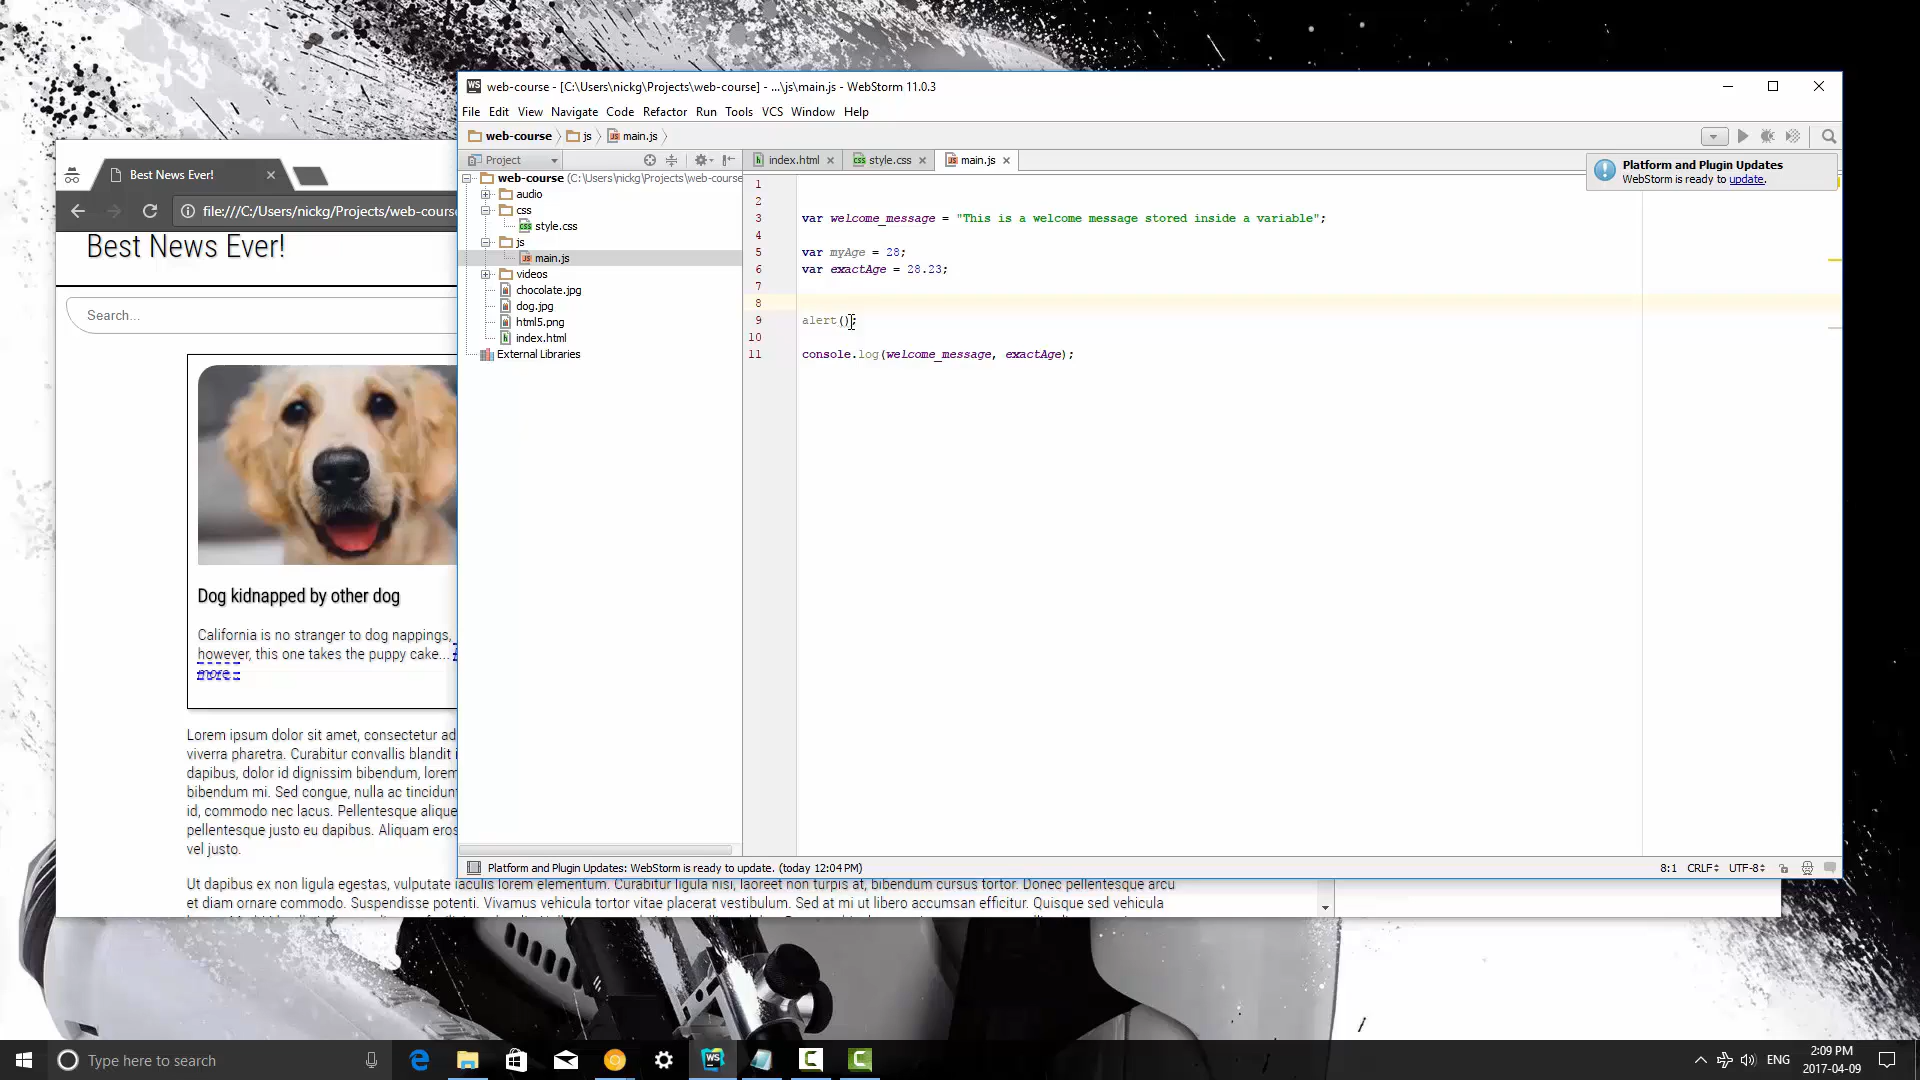 web-course - [C:\Users\nickg\Projects\web-course] - ...\js\main.js - WebStorm 11.0.3
File Edit View Navigate Code Refactor Run Tools VCS Window Help
web-course js main.js
Project
index.html
style.css
main.js
Platform and Plugin Updates
WebStorm is ready to update.
web-course (C:\Users\nickg\Projects\web-course
audio
css
style.css
js
main.js
videos
chocolate.jpg
dog.jpg
html5.png
index.html
External Libraries
1
2
3 var welcome_message = "This is a welcome message stored inside a variable";
4
5 var myAge = 28;
6 var exactAge = 28.23;
7
8
9 alert();
10
11 console.log(welcome_message, exactAge);
Platform and Plugin Updates: WebStorm is ready to update. (today 12:04 PM)
8:1 CRLF UTF-8
Best News Ever!
file:///C:/Users/nickg/Projects/web-course
Best News Ever!
Search...
Dog kidnapped by other dog
California is no stranger to dog nappings,
however, this one takes the puppy cake...
more...
Lorem ipsum dolor sit amet, consectetur ad
viverra pharetra. Curabitur convallis blandit i
dapibus, dolor id dignissim bibendum, lorem
bibendum mi. Sed congue, nulla ac tincidunt
id, commodo nec lacus. Pellentesque alique
pellentesque justo eu dapibus. Aliquam eros
vel justo.
Ut dapibus ex non ligula egestas, vulputate iaculis lorem elementum. Curabitur ligula nisi, laoreet non turpis at, bibendum cursus tortor. Donec pellentesque arcu
et diam ornare commodo. Suspendisse potenti. Vivamus vehicula tortor vitae placerat vestibulum. Sed at mi ut libero accumsan efficitur. Quisque sed vehicula
Type here to search
ENG
2:09 PM
2017-04-09